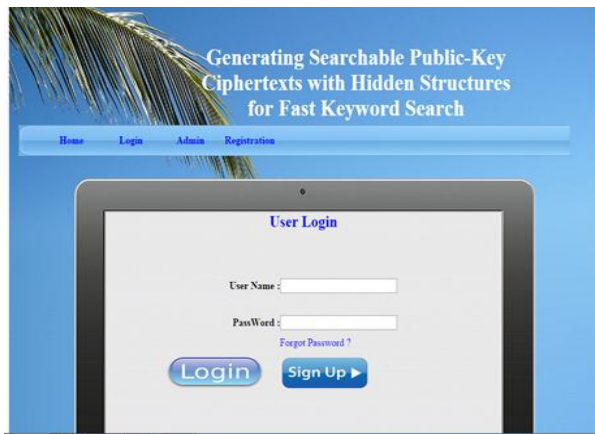 Generating Searchable Public-Key
Ciphertexts with Hidden Structures
for Fast Keyword Search
Home Login Admin Registration
User Login
User Name :
PassWord :
Forgot Password ?
Login Sign Up